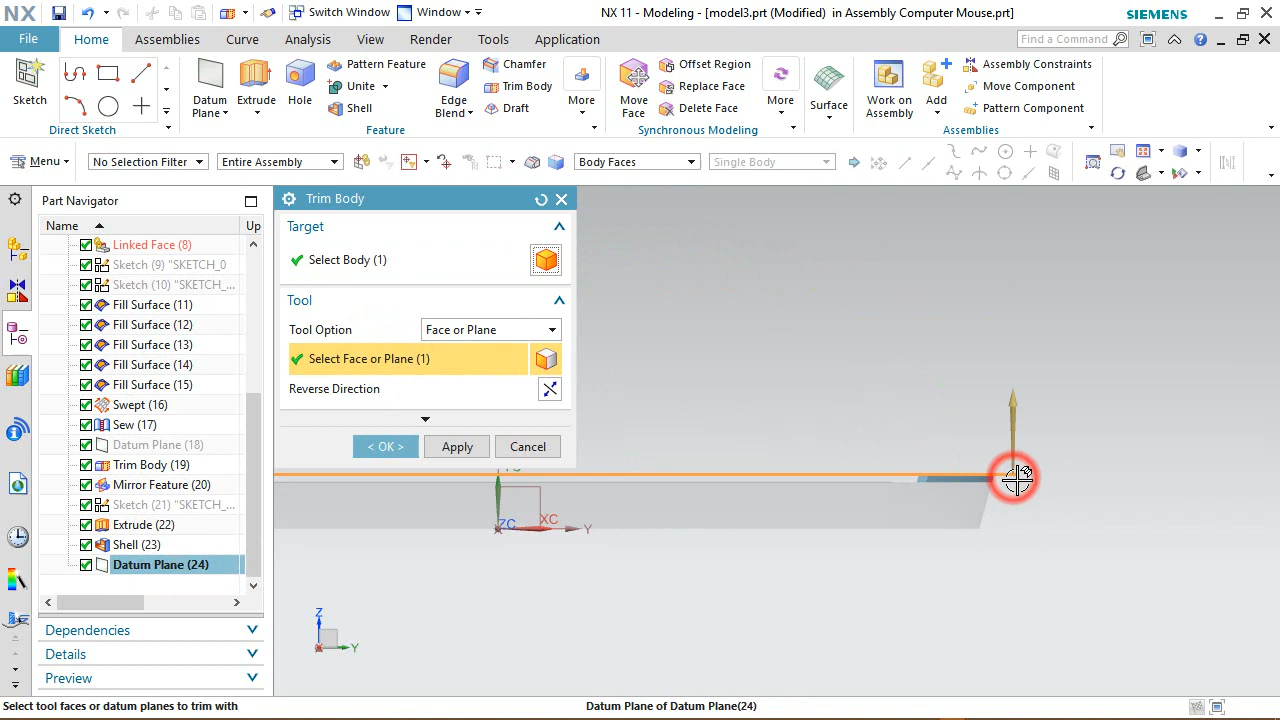 NX Switch Window Window NX 11 - Modeling - [model3.prt (Modified) in Assembly Computer Mouse.prt] SIEMENS
File Home Assemblies Curve Analysis View Render Tools Application Find a Command
Sketch
Direct Sketch
Datum Plane Extrude Hole Pattern Feature Unite Shell Edge Blend Chamfer Trim Body Draft More
Feature
Move Face Offset Region Replace Face Delete Face More
Synchronous Modeling
Surface
Work on Assembly Add Assembly Constraints Move Component Pattern Component
Assemblies
Menu No Selection Filter Entire Assembly Body Faces Single Body
Part Navigator
Name Up
Linked Face (8)
Sketch (9) "SKETCH_0
Sketch (10) "SKETCH_...
Fill Surface (11)
Fill Surface (12)
Fill Surface (13)
Fill Surface (14)
Fill Surface (15)
Swept (16)
Sew (17)
Datum Plane (18)
Trim Body (19)
Mirror Feature (20)
Sketch (21) "SKETCH_...
Extrude (22)
Shell (23)
Datum Plane (24)
Dependencies
Details
Preview
Trim Body
Target
Select Body (1)
Tool
Tool Option Face or Plane
Select Face or Plane (1)
Reverse Direction
< OK > Apply Cancel
ZC XC Y
Z
Y
Select tool faces or datum planes to trim with Datum Plane of Datum Plane(24)